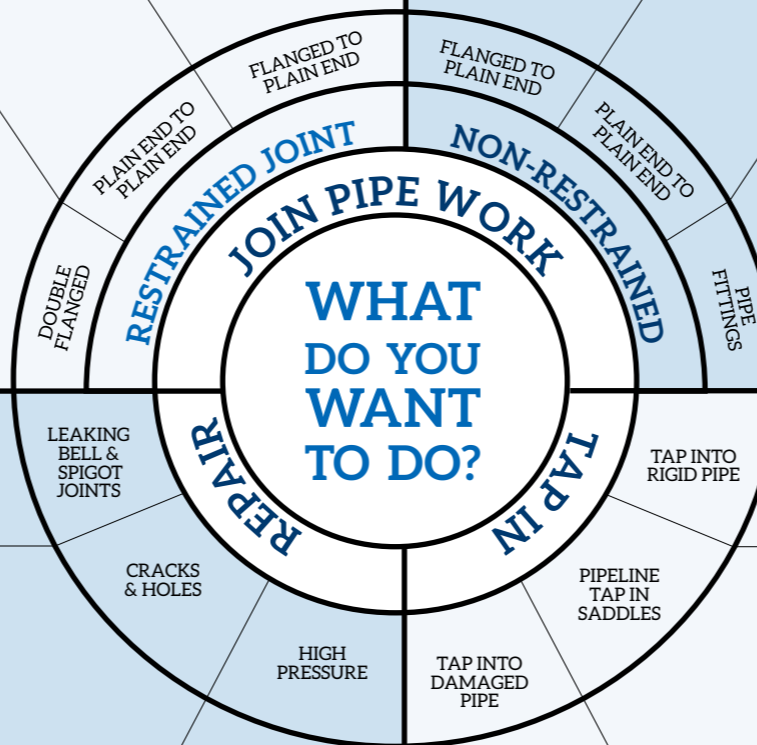 WHAT
DO YOU
WANT
TO DO?
JOIN PIPE WORK
RESTRAINED JOINT
DOUBLE
FLANGED
PLAIN END TO
PLAIN END
FLANGED TO
PLAIN END
NON-RESTRAINED
FLANGED TO
PLAIN END
PLAIN END TO
PLAIN END
PIPE
FITTINGS
TAP IN
TAP INTO
RIGID PIPE
PIPELINE
TAP IN
SADDLES
TAP INTO
DAMAGED
PIPE
REPAIR
HIGH
PRESSURE
CRACKS
& HOLES
LEAKING
BELL &
SPIGOT
JOINTS